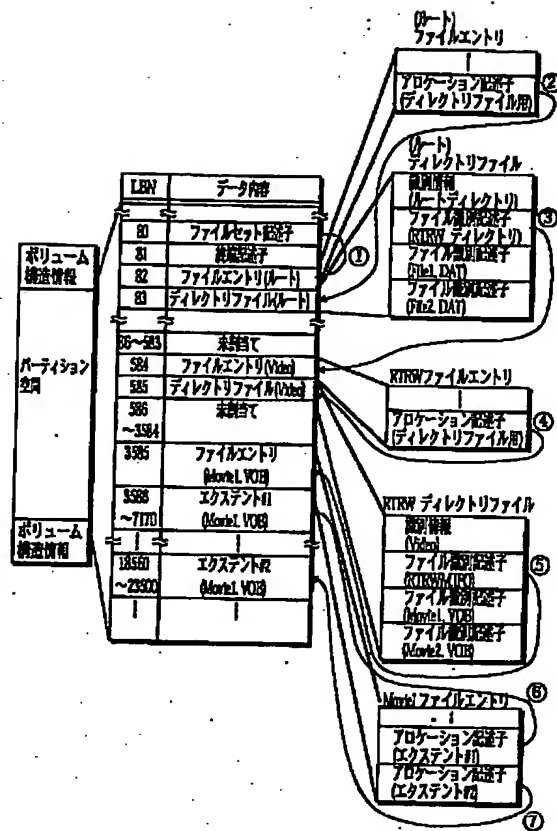 (ルート)
ファイルエントリ
アロケーション記述子
(ディレクトリファイル用)
②
(ルート)
ディレクトリファイル
識別情報
(ルートディレクトリ)
ファイル識別記述子
(RTRW ディレクトリ)
ファイル識別記述子
(File1. DAT)
ファイル識別記述子
(File2. DAT)
③
LBN
データ内容
80
ファイルセット記述子
81
終端記述子
82
ファイルエントリ(ルート)
83
ディレクトリファイル(ルート)
①
86~583
未割当て
584
ファイルエントリ(Video)
585
ディレクトリファイル(Video)
586
~3584
未割当て
3585
ファイルエントリ
(Movie1. VOB)
3588
~7170
エクステント#1
(Movie1. VOB)
18560
~23500
エクステント#2
(Movie1. VOB)
ボリューム
構造情報
パーティション
空間
ボリューム
構造情報
RTRWファイルエントリ
アロケーション記述子
(ディレクトリファイル用)
④
RTRW ディレクトリファイル
識別情報
(Video)
ファイル識別記述子
(RTRWM.IFO)
ファイル識別記述子
(Movie1. VOB)
ファイル識別記述子
(Movie2. VOB)
⑤
⑥
Movie1 ファイルエントリ
アロケーション記述子
(エクステント#1)
アロケーション記述子
(エクステント#2)
⑦